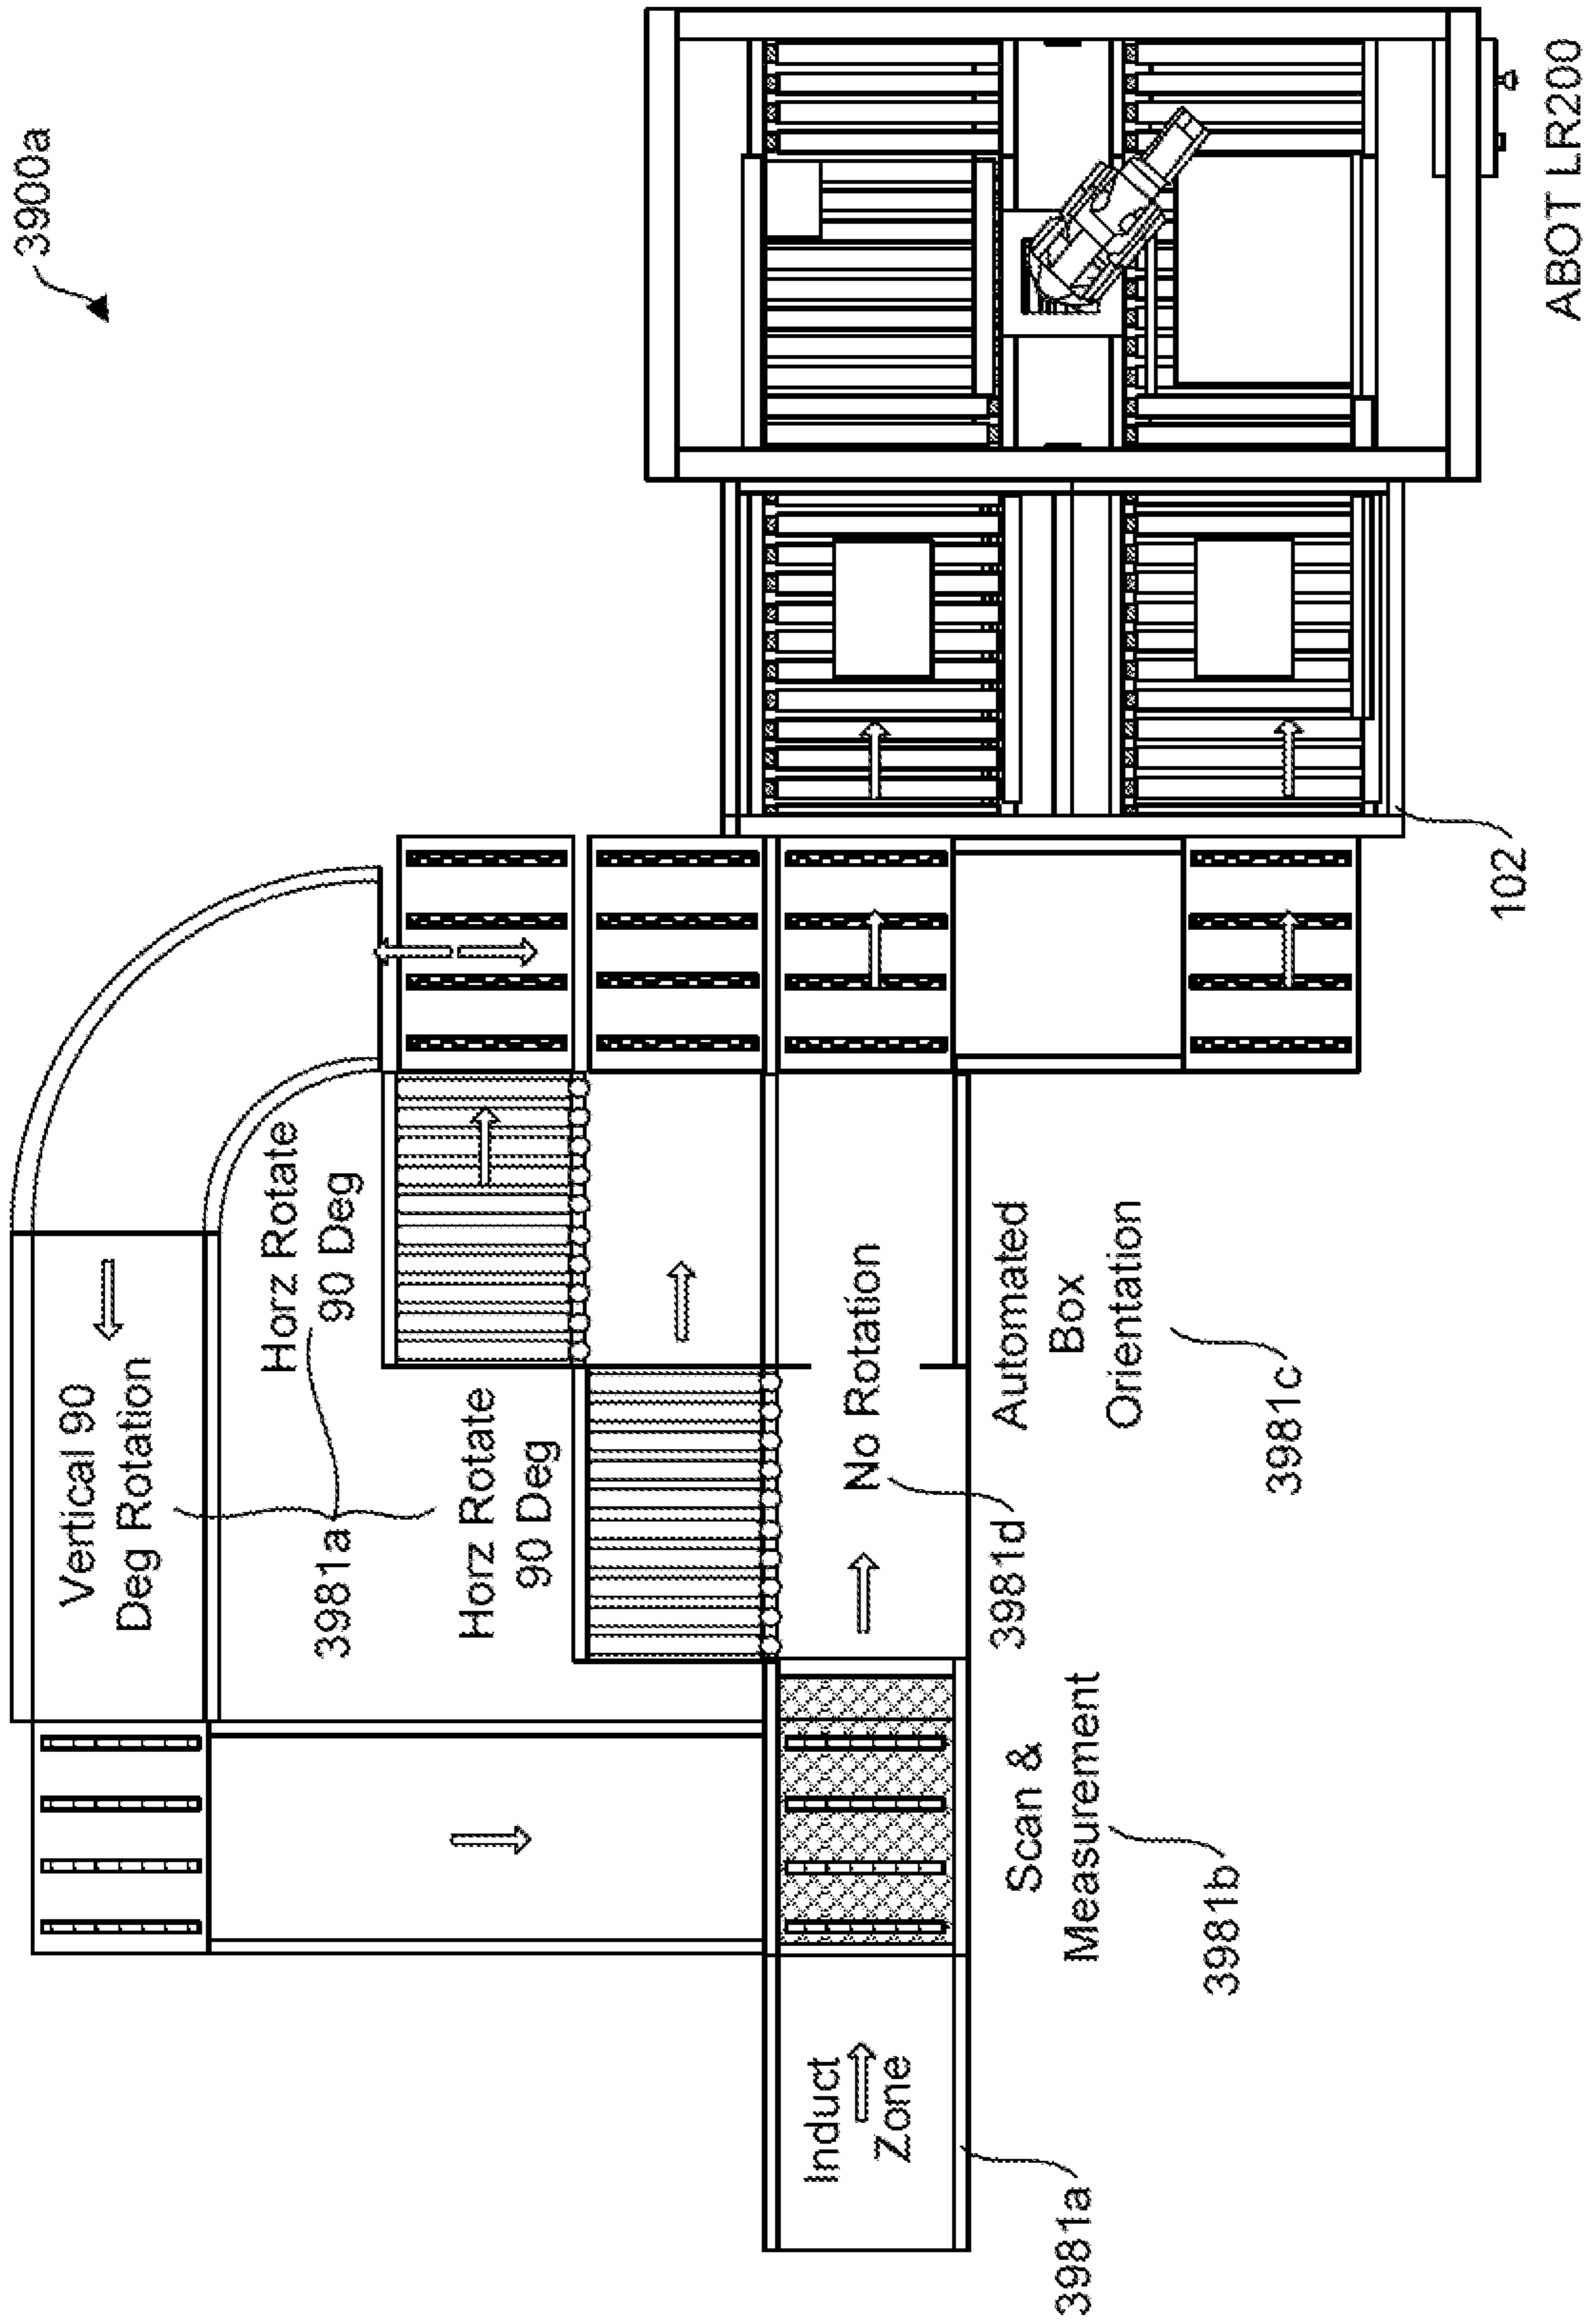 3900a
ABOT LR200
102
Vertical 90
Deg Rotation
Horz Rotate
90 Deg
3981a
Horz Rotate
90 Deg
No Rotation
3981d
Automated
Box
Orientation
3981c
Scan &
Measurement
3981b
Induct
Zone
3981a